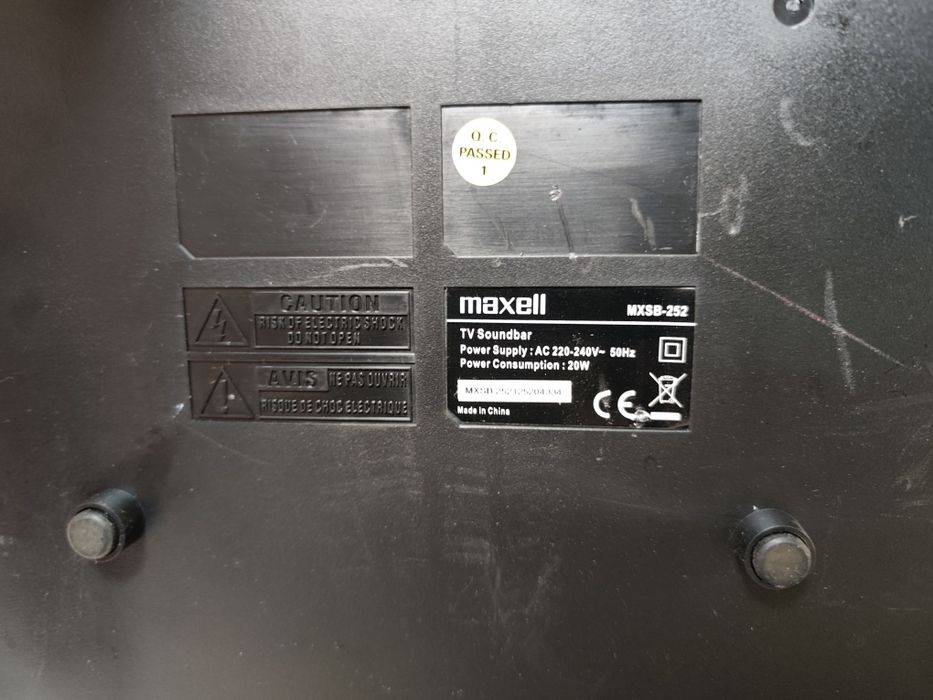 Q.C
PASSED
1
CAUTION
RISK OF ELECTRIC SHOCK
DO NOT OPEN
AVIS NE PAS OUVRIR
RISQUE DE CHOC ELECTRIQUE
maxell
MXSB-252
TV Soundbar
Power Supply : AC 220-240V~ 50Hz
Power Consumption : 20W
Made in China
CE